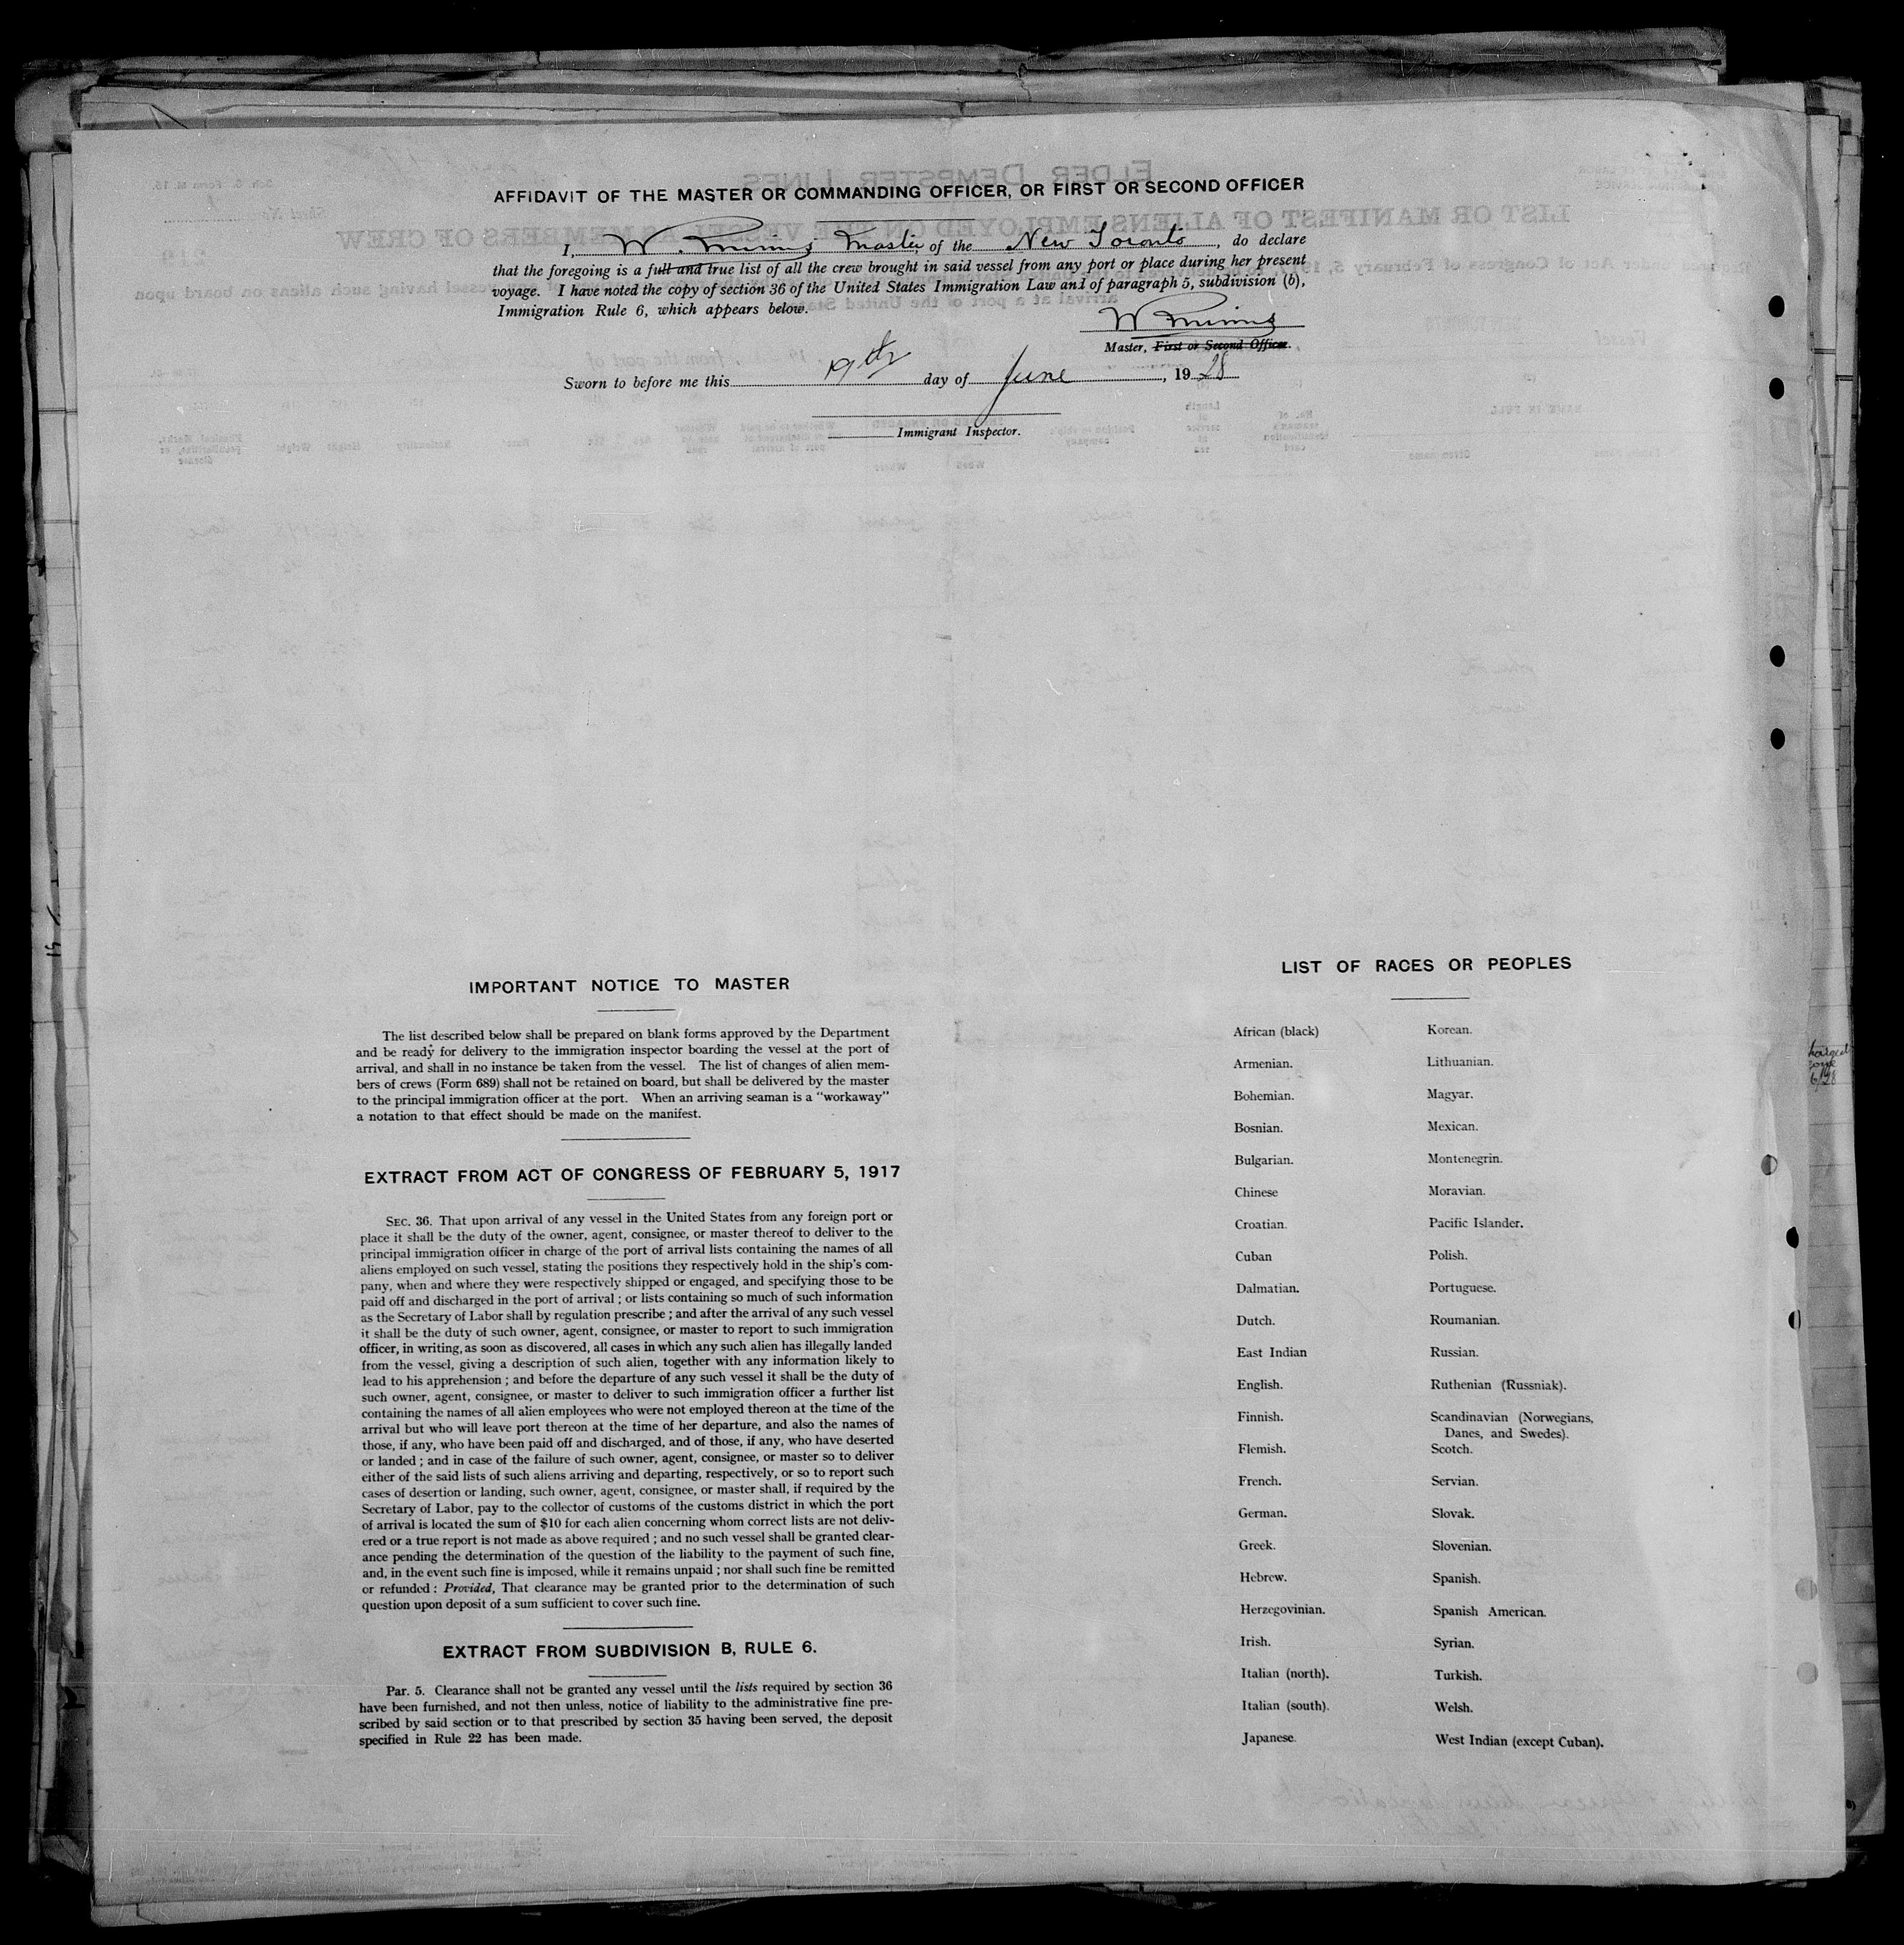 AFFIDAVIT OF THE MASTER OR COMMANDING OFFICER, OR FIRST OR SECOND OFFICER
I, W. Master, of the New Toronto, do declare
that the foregoing is a full and true list of all the crew brought in said vessel from any port or place during her present
voyage. I have noted the copy of section 36 of the United States Immigration Law and of paragraph 5, subdivision (b),
Immigration Rule 6, which appears below.
W
Master, First or Second Officer.
Sworn to before me this 19th day of June, 1928
Immigrant Inspector.
IMPORTANT NOTICE TO MASTER
The list described below shall be prepared on blank forms approved by the Department
and be ready for delivery to the immigration inspector boarding the vessel at the port of
arrival, and shall in no instance be taken from the vessel. The list of changes of alien mem-
bers of crews (Form 689) shall not be retained on board, but shall be delivered by the master
to the principal immigration officer at the port. When an arriving seaman is a "workaway"
a notation to that effect should be made on the manifest.
EXTRACT FROM ACT OF CONGRESS OF FEBRUARY 5, 1917
SEC. 36. That upon arrival of any vessel in the United States from any foreign port or
place it shall be the duty of the owner, agent, consignee, or master thereof to deliver to the
principal immigration officer in charge of the port of arrival lists containing the names of all
aliens employed on such vessel, stating the positions they respectively hold in the ship's com-
pany, when and where they were respectively shipped or engaged, and specifying those to be
paid off and discharged in the port of arrival; or lists containing so much of such information
as the Secretary of Labor shall by regulation prescribe; and after the arrival of any such vessel
it shall be the duty of such owner, agent, consignee, or master to report to such immigration
officer, in writing, as soon as discovered, all cases in which any such alien has illegally landed
from the vessel, giving a description of such alien, together with any information likely to
lead to his apprehension; and before the departure of any such vessel it shall be the duty of
such owner, agent, consignee, or master to deliver to such immigration officer a further list
containing the names of all alien employees who were not employed thereon at the time of the
arrival but who will leave port thereon at the time of her departure, and also the names of
those, if any, who have been paid off and discharged, and of those, if any, who have deserted
or landed; and in case of the failure of such owner, agent, consignee, or master so to deliver
either of the said lists of such aliens arriving and departing, respectively, or so to report such
cases of desertion or landing, such owner, agent, consignee, or master shall, if required by the
Secretary of Labor, pay to the collector of customs of the customs district in which the port
of arrival is located the sum of $10 for each alien concerning whom correct lists are not deliv-
ered or a true report is not made as above required; and no such vessel shall be granted clear-
ance pending the determination of the question of the liability to the payment of such fine,
and, in the event such fine is imposed, while it remains unpaid; nor shall such fine be remitted
or refunded: Provided, That clearance may be granted prior to the determination of such
question upon deposit of a sum sufficient to cover such fine.
EXTRACT FROM SUBDIVISION B, RULE 6.
Par. 5. Clearance shall not be granted any vessel until the lists required by section 36
have been furnished, and not then unless, notice of liability to the administrative fine pre-
scribed by said section or to that prescribed by section 35 having been served, the deposit
specified in Rule 22 has been made.
LIST OF RACES OR PEOPLES
African (black)
Armenian.
Bohemian.
Bosnian.
Bulgarian.
Chinese
Croatian.
Cuban
Dalmatian.
Dutch.
East Indian
English.
Finnish.
Flemish.
French.
German.
Greek.
Hebrew.
Herzegovinian.
Irish.
Italian (north).
Italian (south).
Japanese.
Korean.
Lithuanian.
Magyar.
Mexican.
Montenegrin.
Moravian.
Pacific Islander.
Polish.
Portuguese.
Roumanian.
Russian.
Ruthenian (Russniak).
Scandinavian (Norwegians,
Danes, and Swedes).
Scotch.
Servian.
Slovak.
Slovenian.
Spanish.
Spanish American.
Syrian.
Turkish.
Welsh.
West Indian (except Cuban).